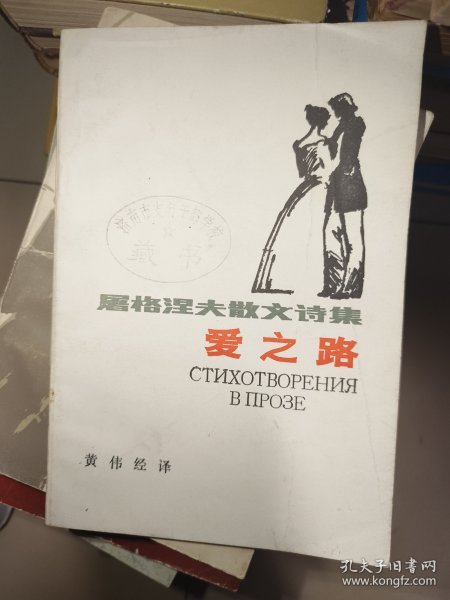 藏书
屠格涅夫散文诗集
爱之路
СТИХОТВОРЕНИЯ
В ПРОЗЕ
黄伟经译
孔夫子旧书网
www.kongfz.com